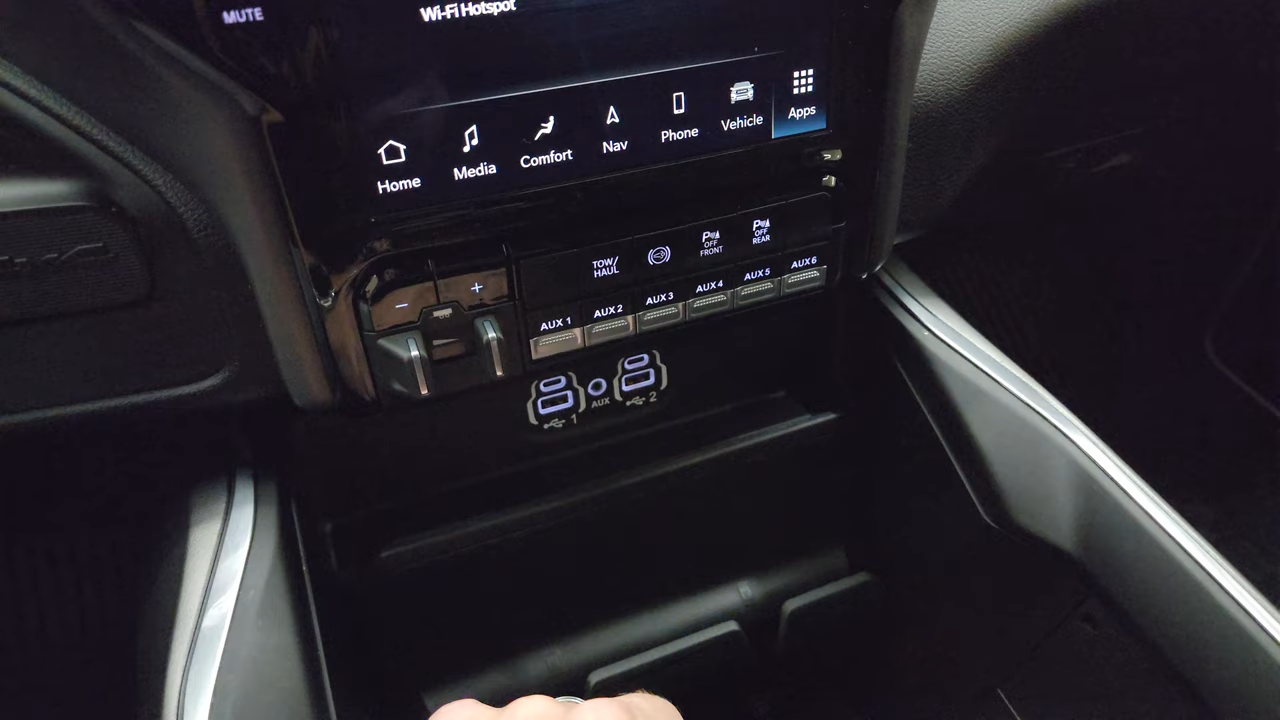 MUTE
Wi-Fi Hotspot
Home
Media
Comfort
Nav
Phone
Vehicle
Apps
− +
TOW/
HAUL
P
OFF
FRONT
P
OFF
REAR
AUX 1
AUX 2
AUX 3
AUX 4
AUX 5
AUX 6
1
AUX
2